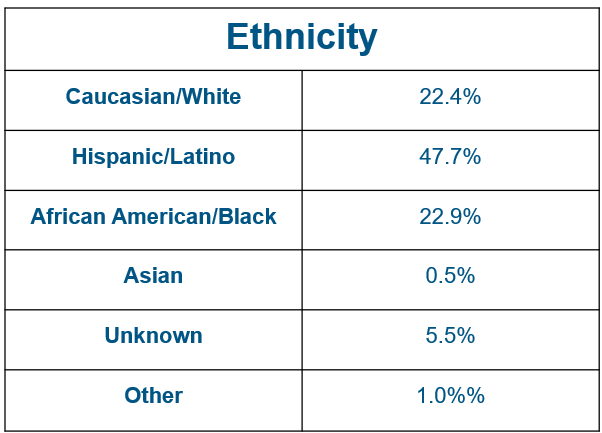 Ethnicity
Caucasian/White 22.4%
Hispanic/Latino 47.7%
African American/Black 22.9%
Asian 0.5%
Unknown 5.5%
Other 1.0%%